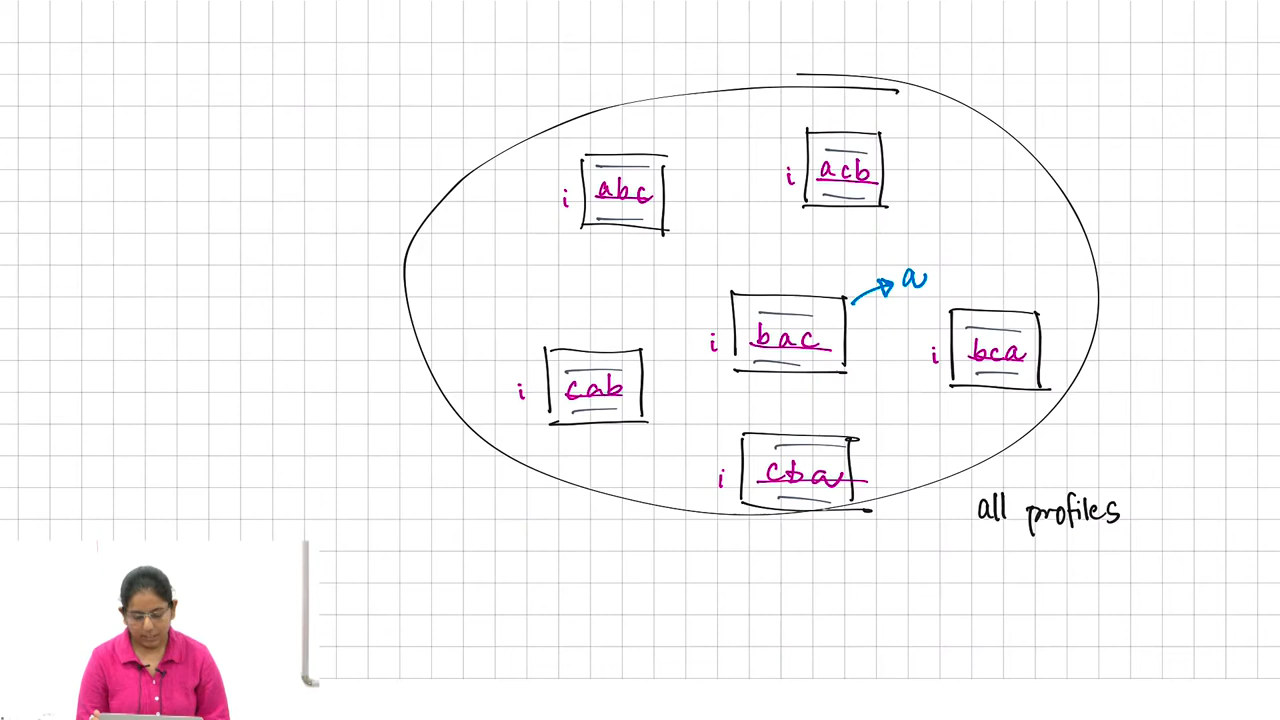 i abc
i acb
a
i bac
i bca
i cab
i cba
all profiles